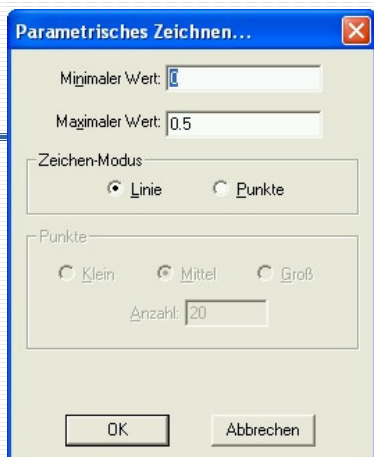 Parametrisches Zeichnen...
Minimaler Wert: 0
Maximaler Wert: 0.5
Zeichen-Modus
Linie Punkte
Punkte
Klein Mittel Groß
Anzahl: 20
OK Abbrechen